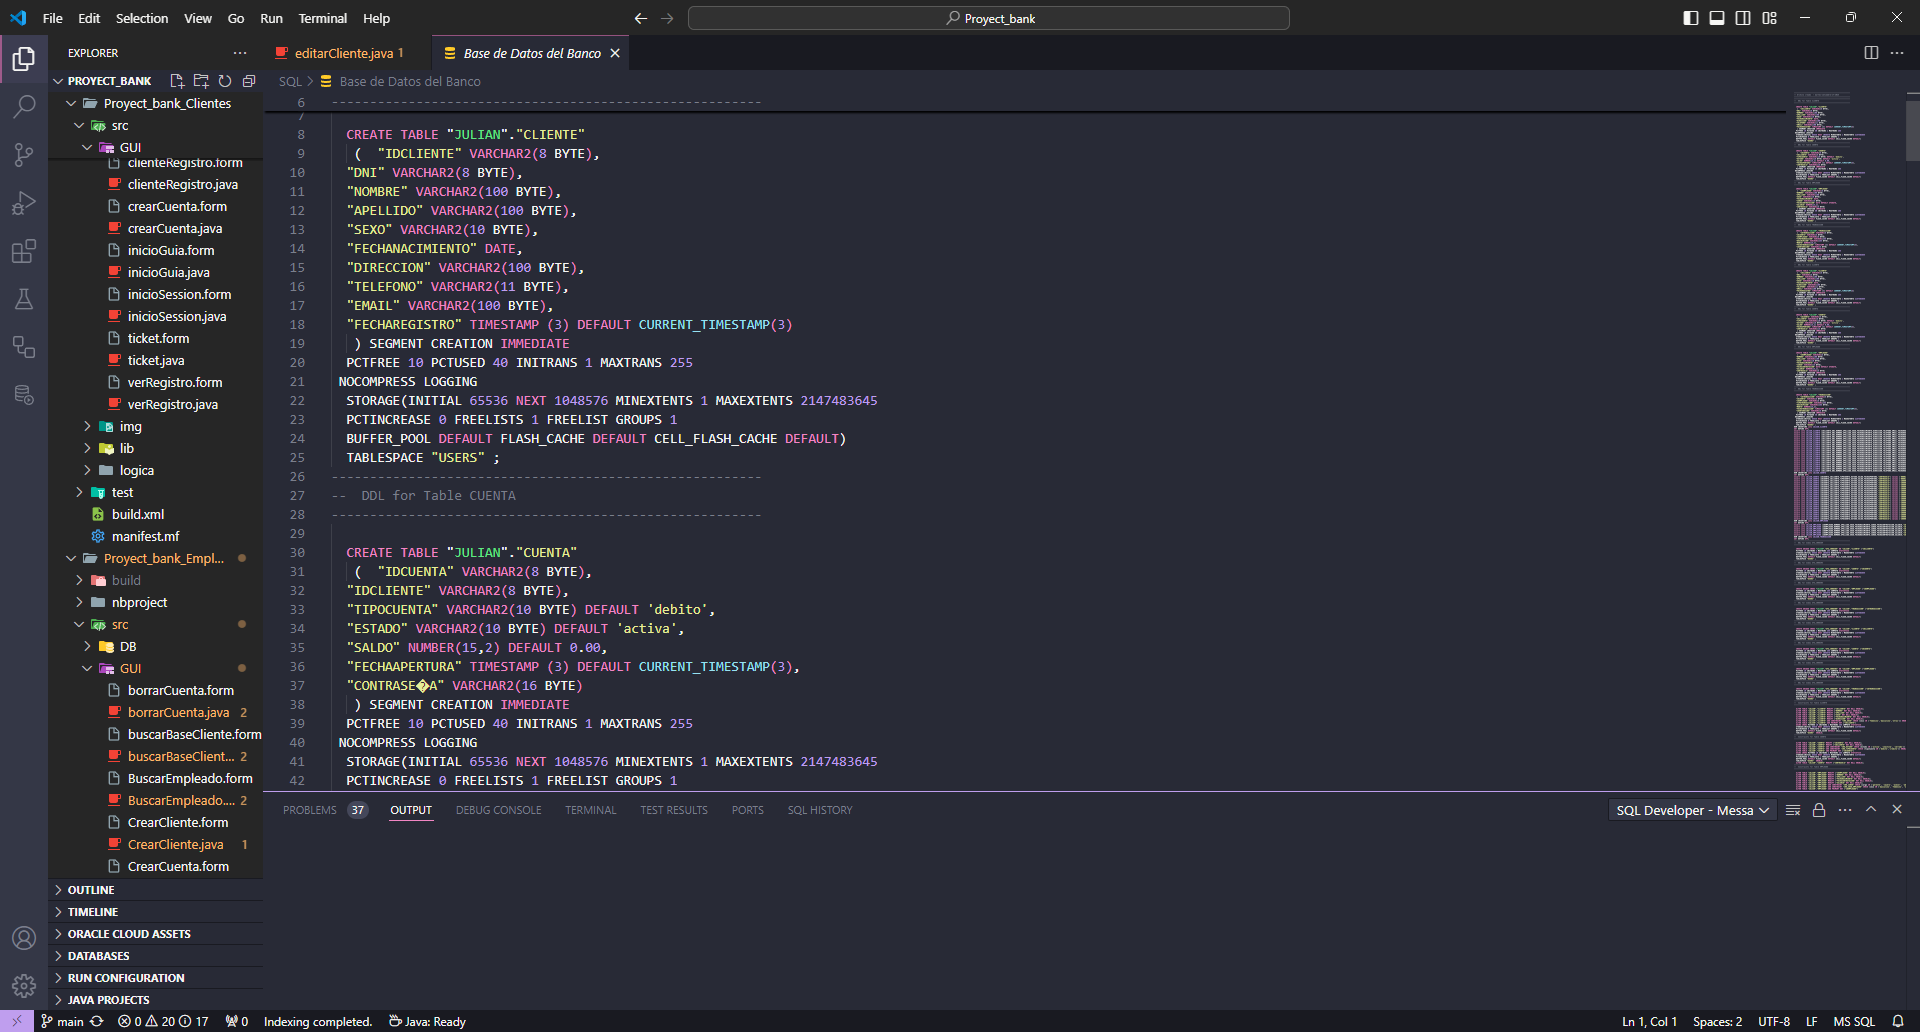 File Edit Selection View Go Run Terminal Help
Proyect_bank
EXPLORER
editarCliente.java 1
Base de Datos del Banco
PROYECT_BANK
SQL > Base de Datos del Banco
Proyect_bank_Clientes
src
GUI
clienteRegistro.form
clienteRegistro.java
crearCuenta.form
crearCuenta.java
inicioGuia.form
inicioGuia.java
inicioSession.form
inicioSession.java
ticket.form
ticket.java
verRegistro.form
verRegistro.java
img
lib
logica
test
build.xml
manifest.mf
Proyect_bank_Empl...
build
nbproject
src
DB
GUI
borrarCuenta.form
borrarCuenta.java 2
buscarBaseCliente.form
buscarBaseClient... 2
BuscarEmpleado.form
BuscarEmpleado.... 2
CrearCliente.form
CrearCliente.java 1
CrearCuenta.form
OUTLINE
TIMELINE
ORACLE CLOUD ASSETS
DATABASES
RUN CONFIGURATION
JAVA PROJECTS
6 --------------------------------------------------------
7
8 CREATE TABLE "JULIAN"."CLIENTE"
9 ( "IDCLIENTE" VARCHAR2(8 BYTE),
10 "DNI" VARCHAR2(8 BYTE),
11 "NOMBRE" VARCHAR2(100 BYTE),
12 "APELLIDO" VARCHAR2(100 BYTE),
13 "SEXO" VARCHAR2(10 BYTE),
14 "FECHANACIMIENTO" DATE,
15 "DIRECCION" VARCHAR2(100 BYTE),
16 "TELEFONO" VARCHAR2(11 BYTE),
17 "EMAIL" VARCHAR2(100 BYTE),
18 "FECHAREGISTRO" TIMESTAMP (3) DEFAULT CURRENT_TIMESTAMP(3)
19 ) SEGMENT CREATION IMMEDIATE
20 PCTFREE 10 PCTUSED 40 INITRANS 1 MAXTRANS 255
21 NOCOMPRESS LOGGING
22 STORAGE(INITIAL 65536 NEXT 1048576 MINEXTENTS 1 MAXEXTENTS 2147483645
23 PCTINCREASE 0 FREELISTS 1 FREELIST GROUPS 1
24 BUFFER_POOL DEFAULT FLASH_CACHE DEFAULT CELL_FLASH_CACHE DEFAULT)
25 TABLESPACE "USERS" ;
26 --------------------------------------------------------
27 --  DDL for Table CUENTA
28 --------------------------------------------------------
29
30 CREATE TABLE "JULIAN"."CUENTA"
31 ( "IDCUENTA" VARCHAR2(8 BYTE),
32 "IDCLIENTE" VARCHAR2(8 BYTE),
33 "TIPOCUENTA" VARCHAR2(10 BYTE) DEFAULT 'debito',
34 "ESTADO" VARCHAR2(10 BYTE) DEFAULT 'activa',
35 "SALDO" NUMBER(15,2) DEFAULT 0.00,
36 "FECHAAPERTURA" TIMESTAMP (3) DEFAULT CURRENT_TIMESTAMP(3),
37 "CONTRASE�A" VARCHAR2(16 BYTE)
38 ) SEGMENT CREATION IMMEDIATE
39 PCTFREE 10 PCTUSED 40 INITRANS 1 MAXTRANS 255
40 NOCOMPRESS LOGGING
41 STORAGE(INITIAL 65536 NEXT 1048576 MINEXTENTS 1 MAXEXTENTS 2147483645
42 PCTINCREASE 0 FREELISTS 1 FREELIST GROUPS 1
PROBLEMS 37 OUTPUT DEBUG CONSOLE TERMINAL TEST RESULTS PORTS SQL HISTORY
SQL Developer - Messa
main 0 20 17 0 Indexing completed. Java: Ready
Ln 1, Col 1 Spaces: 2 UTF-8 LF MS SQL